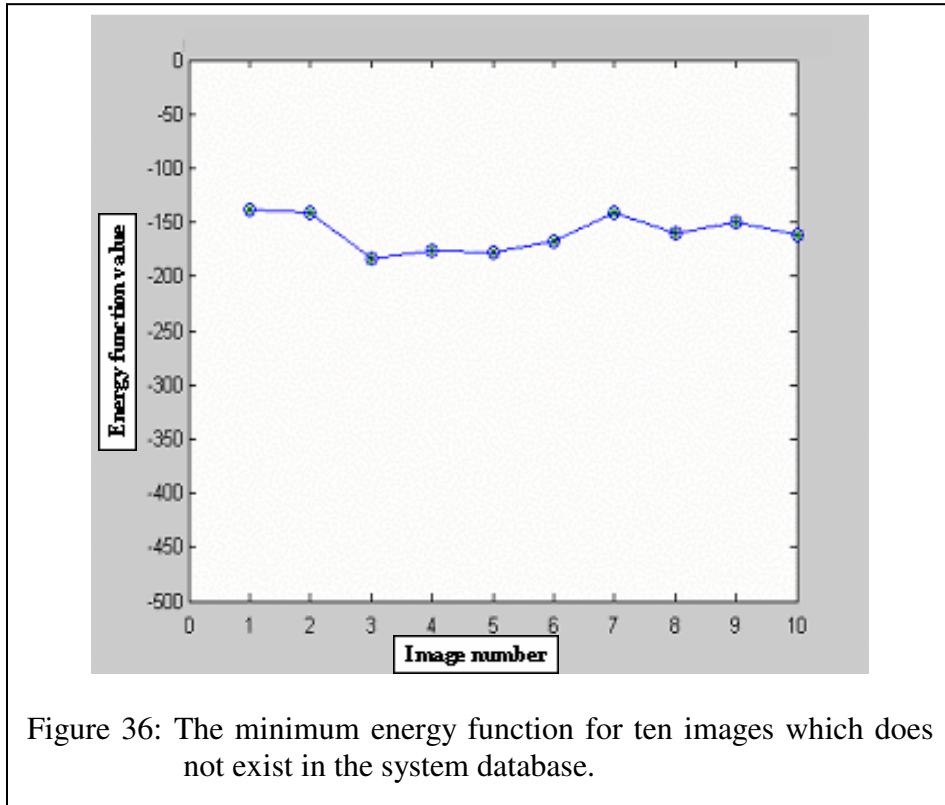 0
-50
-100
-150
-200
-250
-300
-350
-400
-450
-500
Energy function value
0 1 2 3 4 5 6 7 8 9 10
Image number
Figure 36: The minimum energy function for ten images which does
not exist in the system database.